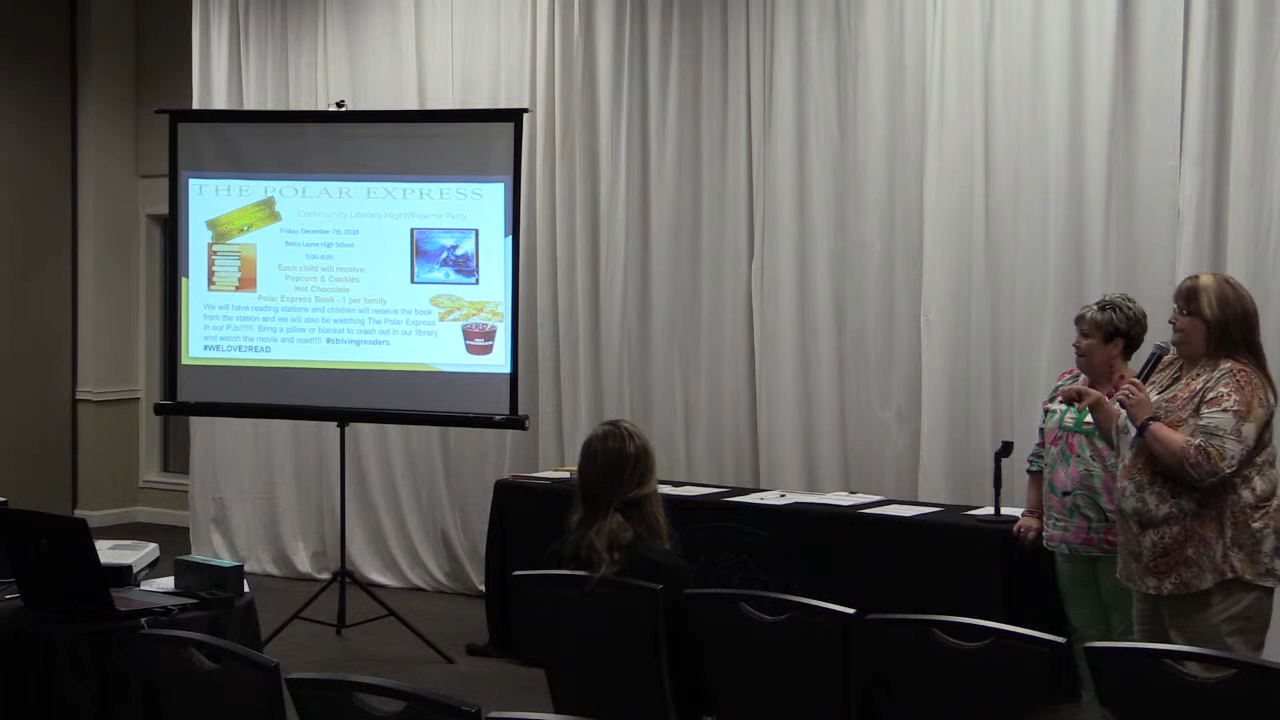 THE POLAR EXPRESS
Community Literacy Night/Pajama Party
Friday, December 7th, 2018
Betsy Layne High School
5:00-8:00
Each child will receive:
Popcorn & Cookies
Hot Chocolate
Polar Express Book - 1 per family
We will have reading stations and children will receive the book
from the station and we will also be watching The Polar Express
in our PJs!!!!!! Bring a pillow or blanket to crash out in our library
and watch the movie and read!!!! #strivingreaders
#WELOVE2READ